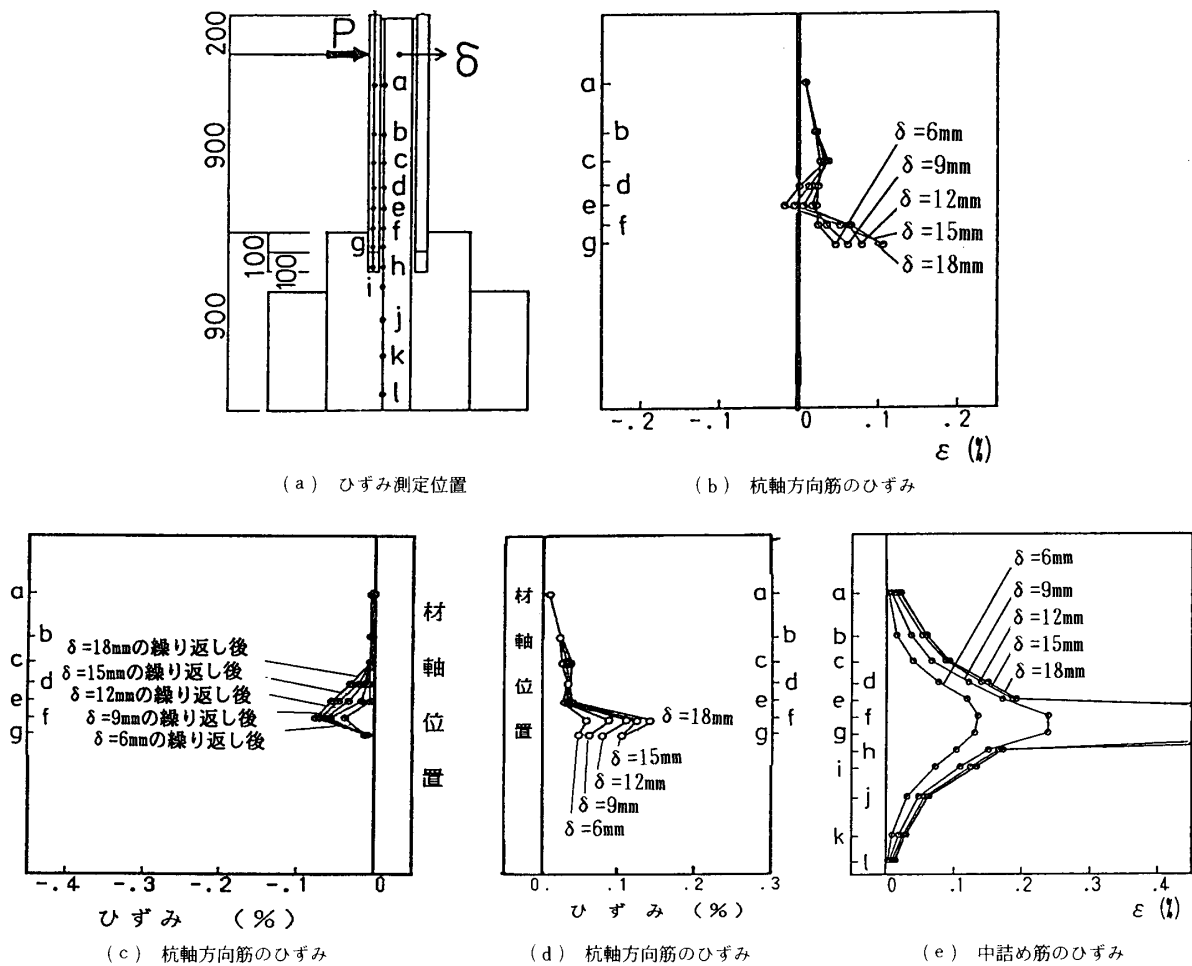 200
900
900
100
100
P
δ
a
b
c
d
e
f
g
h
i
j
k
l
(a) ひずみ測定位置
a
b
c
d
e
f
g
δ=6mm
δ=9mm
δ=12mm
δ=15mm
δ=18mm
-.2
-.1
0
.1
.2
ε (%)
(b) 杭軸方向筋のひずみ
a
b
c
d
e
f
g
δ=18mmの繰り返し後
δ=15mmの繰り返し後
δ=12mmの繰り返し後
δ=9mmの繰り返し後
δ=6mmの繰り返し後
材軸位置
-.4
-.2
-.1
0
ひずみ (%)
(c) 杭軸方向筋のひずみ
材軸位置
a
b
c
d
e
f
g
δ=18mm
δ=15mm
δ=12mm
δ=9mm
δ=6mm
0.
.1
.2
.3
ひずみ (%)
(d) 杭軸方向筋のひずみ
a
b
c
d
e
f
g
h
i
j
k
l
δ=6mm
δ=9mm
δ=12mm
δ=15mm
δ=18mm
0
0.1
0.2
0.4
ε (%)
(e) 中詰め筋のひずみ